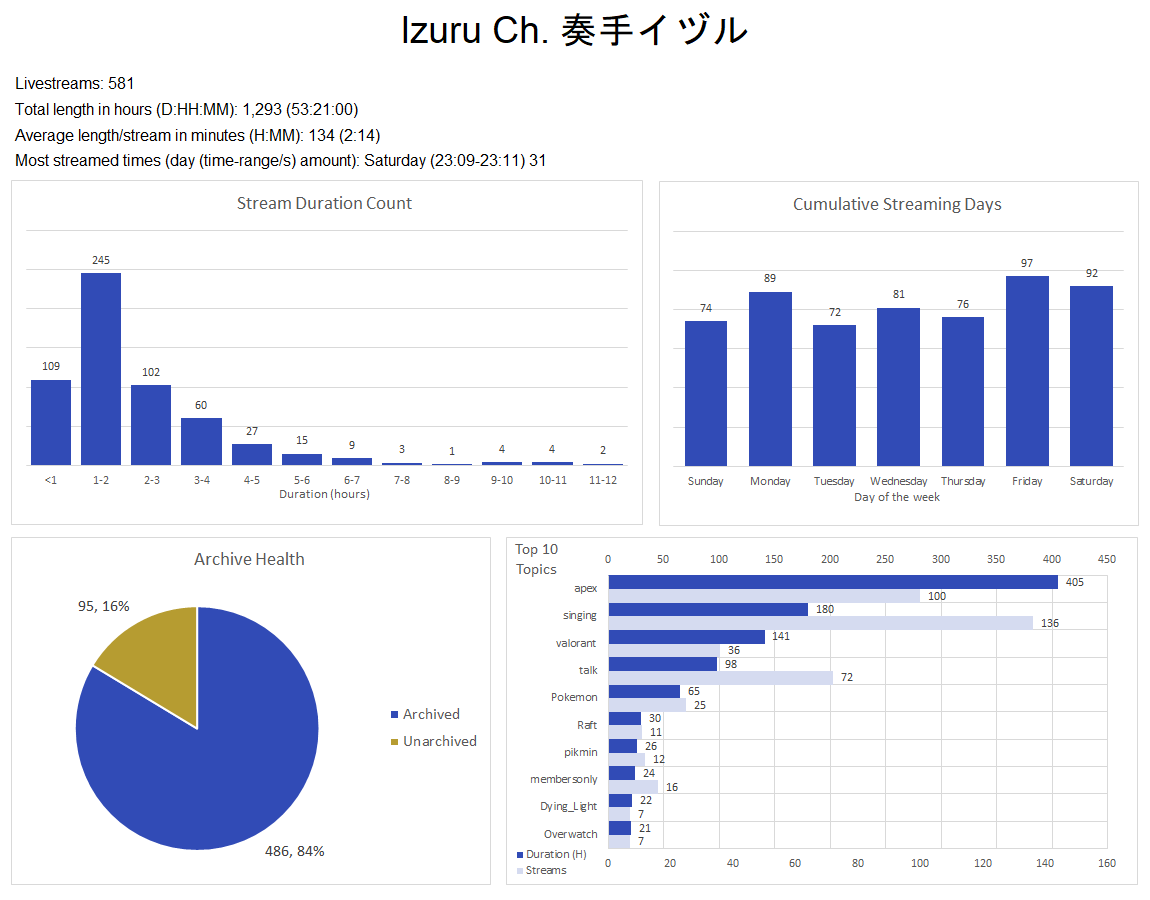 Izuru Ch. 奏手イヅル
Livestreams: 581
Total length in hours (D:HH:MM): 1,293 (53:21:00)
Average length/stream in minutes (H:MM): 134 (2:14)
Most streamed times (day (time-range/s) amount): Saturday (23:09-23:11) 31
Stream Duration Count
109 245 102 60 27 15 9 3 1 4 4 2
<1 1-2 2-3 3-4 4-5 5-6 6-7 7-8 8-9 9-10 10-11 11-12
Duration (hours)
Cumulative Streaming Days
74 89 72 81 76 97 92
Sunday Monday Tuesday Wednesday Thursday Friday Saturday
Day of the week
Archive Health
95, 16%
486, 84%
Archived
Unarchived
Top 10
Topics
0 50 100 150 200 250 300 350 400 450
apex 405
100
singing 180
136
valorant 141
36
talk 98
72
Pokemon 65
25
Raft 30
11
pikmin 26
12
membersonly 24
16
Dying_Light 22
7
Overwatch 21
7
Duration (H)
Streams
0 20 40 60 80 100 120 140 160